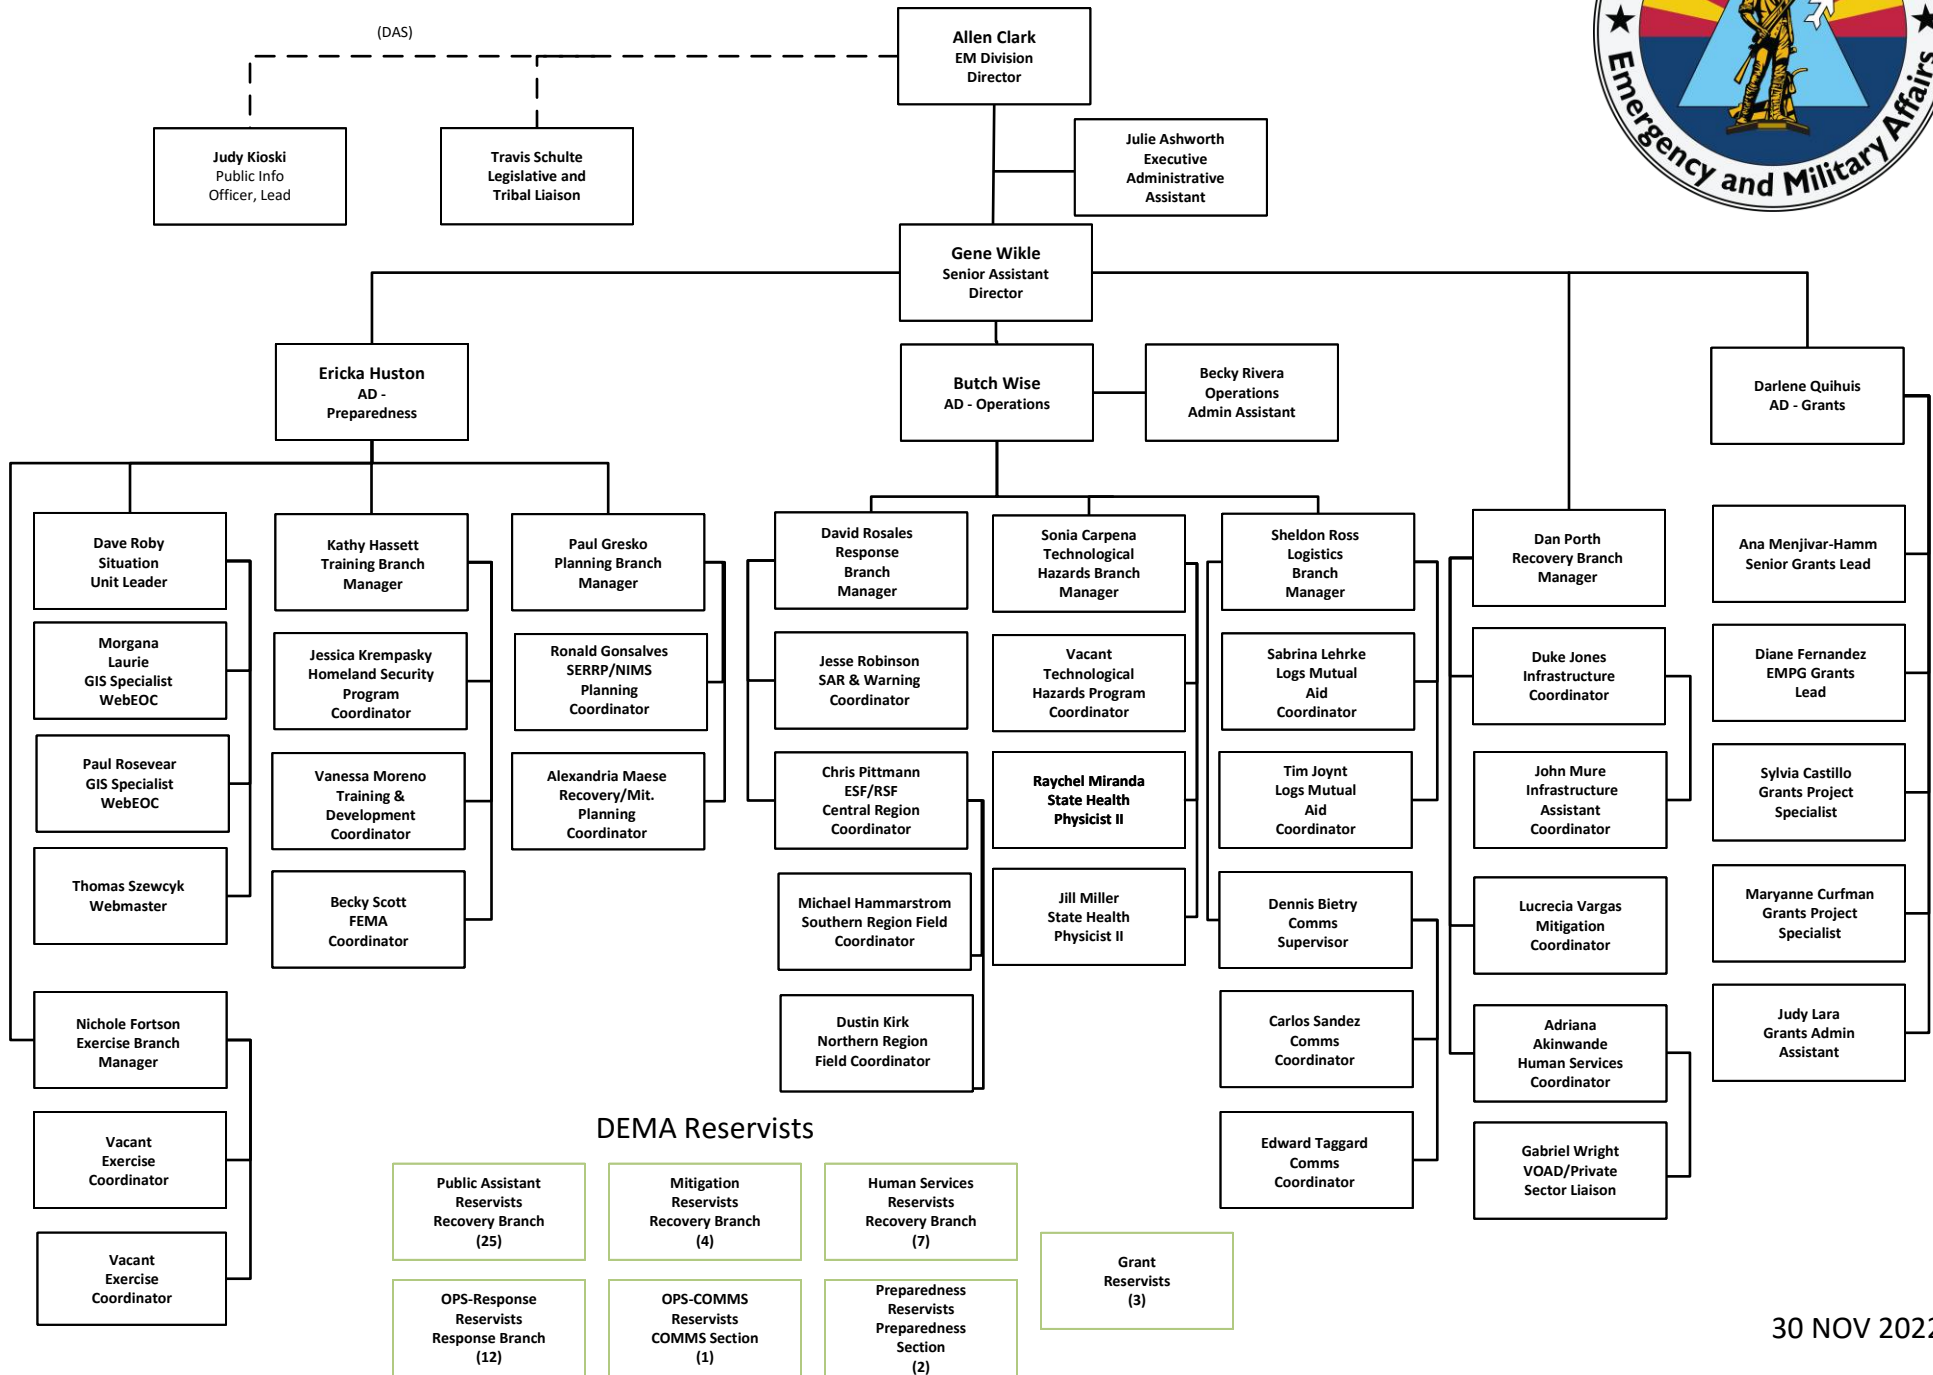 (DAS)
Allen Clark
EM Division
Director
Emergency and Military Affairs
Judy Kioski
Public Info
Officer, Lead
Travis Schulte
Legislative and
Tribal Liaison
Julie Ashworth
Executive
Administrative
Assistant
Gene Wikle
Senior Assistant
Director
Ericka Huston
AD -
Preparedness
Butch Wise
AD - Operations
Becky Rivera
Operations
Admin Assistant
Darlene Quihuis
AD - Grants
Dave Roby
Situation
Unit Leader
Kathy Hassett
Training Branch
Manager
Paul Gresko
Planning Branch
Manager
David Rosales
Response
Branch
Manager
Sonia Carpena
Technological
Hazards Branch
Manager
Sheldon Ross
Logistics
Branch
Manager
Dan Porth
Recovery Branch
Manager
Ana Menjivar-Hamm
Senior Grants Lead
Morgana
Laurie
GIS Specialist
WebEOC
Jessica Krempasky
Homeland Security
Program
Coordinator
Ronald Gonsalves
SERRP/NIMS
Planning
Coordinator
Jesse Robinson
SAR & Warning
Coordinator
Vacant
Technological
Hazards Program
Coordinator
Sabrina Lehrke
Logs Mutual
Aid
Coordinator
Duke Jones
Infrastructure
Coordinator
Diane Fernandez
EMPG Grants
Lead
Paul Rosevear
GIS Specialist
WebEOC
Vanessa Moreno
Training &
Development
Coordinator
Alexandria Maese
Recovery/Mit.
Planning
Coordinator
Chris Pittmann
ESF/RSF
Central Region
Coordinator
Raychel Miranda
State Health
Physicist II
Tim Joynt
Logs Mutual
Aid
Coordinator
John Mure
Infrastructure
Assistant
Coordinator
Sylvia Castillo
Grants Project
Specialist
Thomas Szewcyk
Webmaster
Becky Scott
FEMA
Coordinator
Michael Hammarstrom
Southern Region Field
Coordinator
Jill Miller
State Health
Physicist II
Dennis Bietry
Comms
Supervisor
Lucrecia Vargas
Mitigation
Coordinator
Maryanne Curfman
Grants Project
Specialist
Nichole Fortson
Exercise Branch
Manager
Dustin Kirk
Northern Region
Field Coordinator
Carlos Sandez
Comms
Coordinator
Adriana
Akinwande
Human Services
Coordinator
Judy Lara
Grants Admin
Assistant
Vacant
Exercise
Coordinator
Edward Taggard
Comms
Coordinator
Gabriel Wright
VOAD/Private
Sector Liaison
Vacant
Exercise
Coordinator
DEMA Reservists
Public Assistant
Reservists
Recovery Branch
(25)
Mitigation
Reservists
Recovery Branch
(4)
Human Services
Reservists
Recovery Branch
(7)
Grant
Reservists
(3)
OPS-Response
Reservists
Response Branch
(12)
OPS-COMMS
Reservists
COMMS Section
(1)
Preparedness
Reservists
Preparedness
Section
(2)
30 NOV 2022